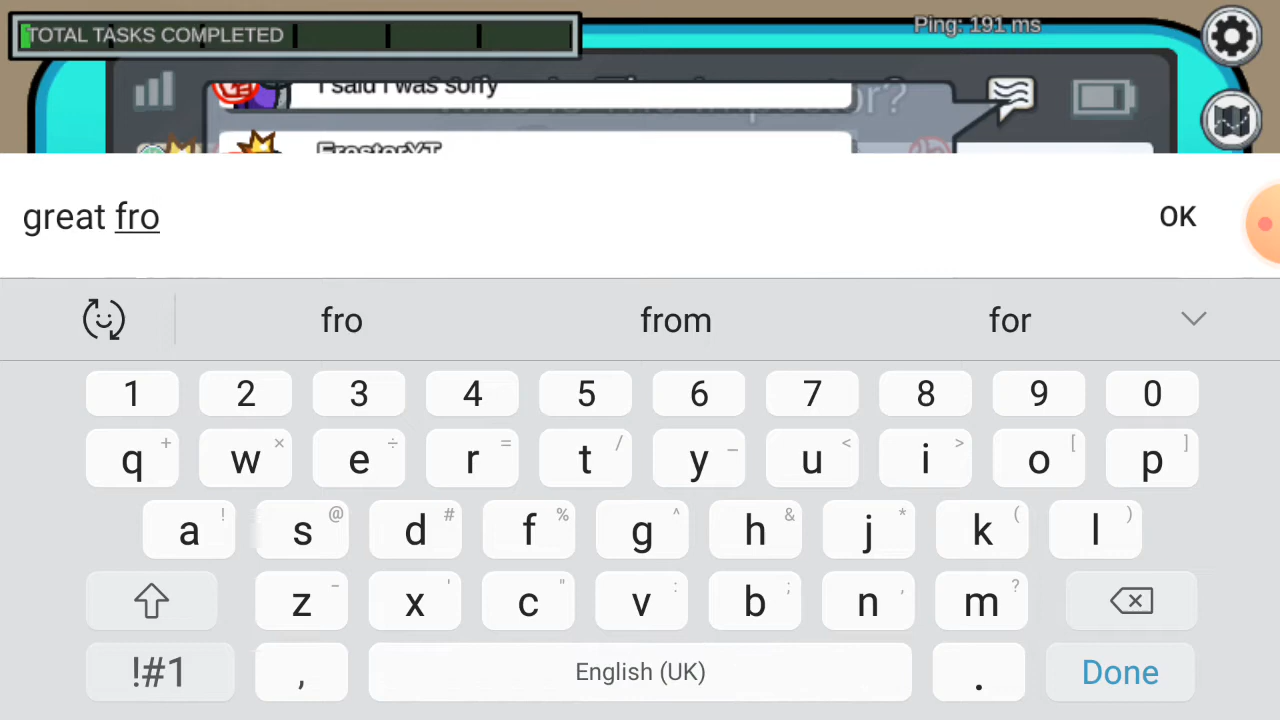 TOTAL TASKS COMPLETED
Ping: 191 ms
I said I was sorry
FrosterYT
great fro
OK
fro from for
1 2 3 4 5 6 7 8 9 0
q + w × e ÷ r = t / y _ u < i > o [ p ]
a ! s @ d # f % g ^ h & j * k ( l )
z - x ' c " v : b ; n , m ?
!#1 , English (UK) . Done